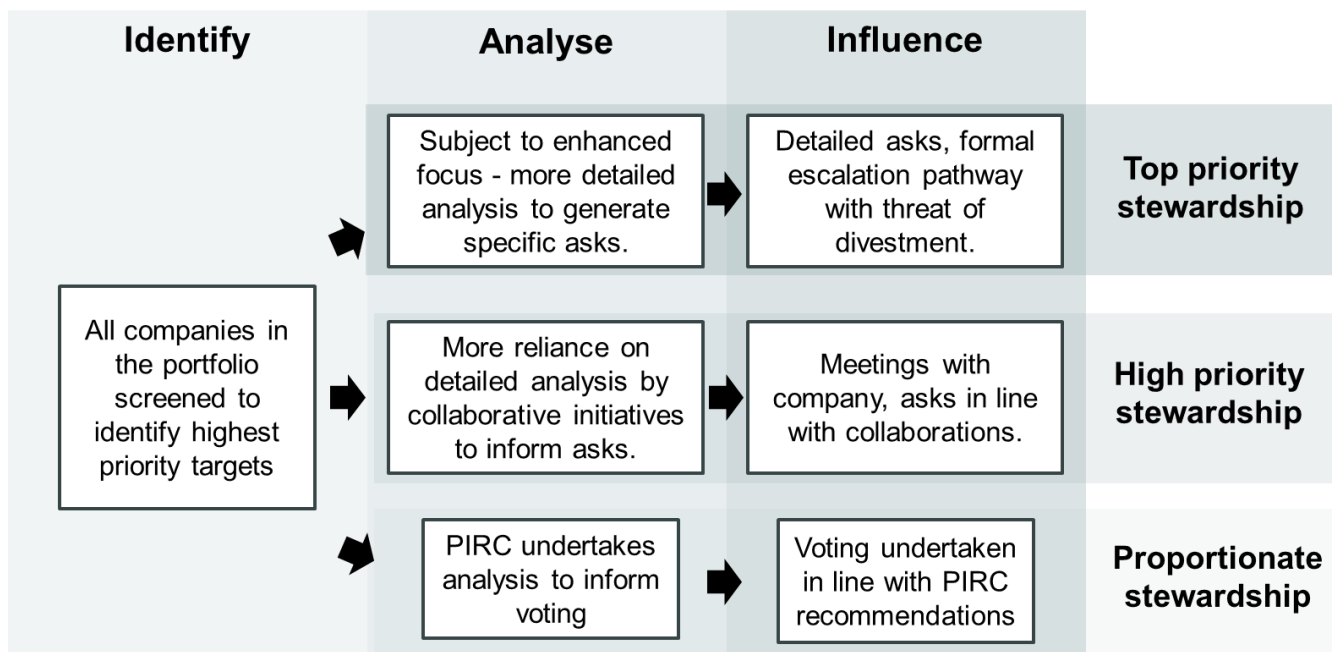 Identify
Analyse
Influence
Subject to enhanced
focus - more detailed
analysis to generate
specific asks.
Detailed asks, formal
escalation pathway
with threat of
divestment.
Top priority
stewardship
All companies in
the portfolio
screened to
identify highest
priority targets
More reliance on
detailed analysis by
collaborative initiatives
to inform asks.
Meetings with
company, asks in line
with collaborations.
High priority
stewardship
PIRC undertakes
analysis to inform
voting
Voting undertaken
in line with PIRC
recommendations
Proportionate
stewardship